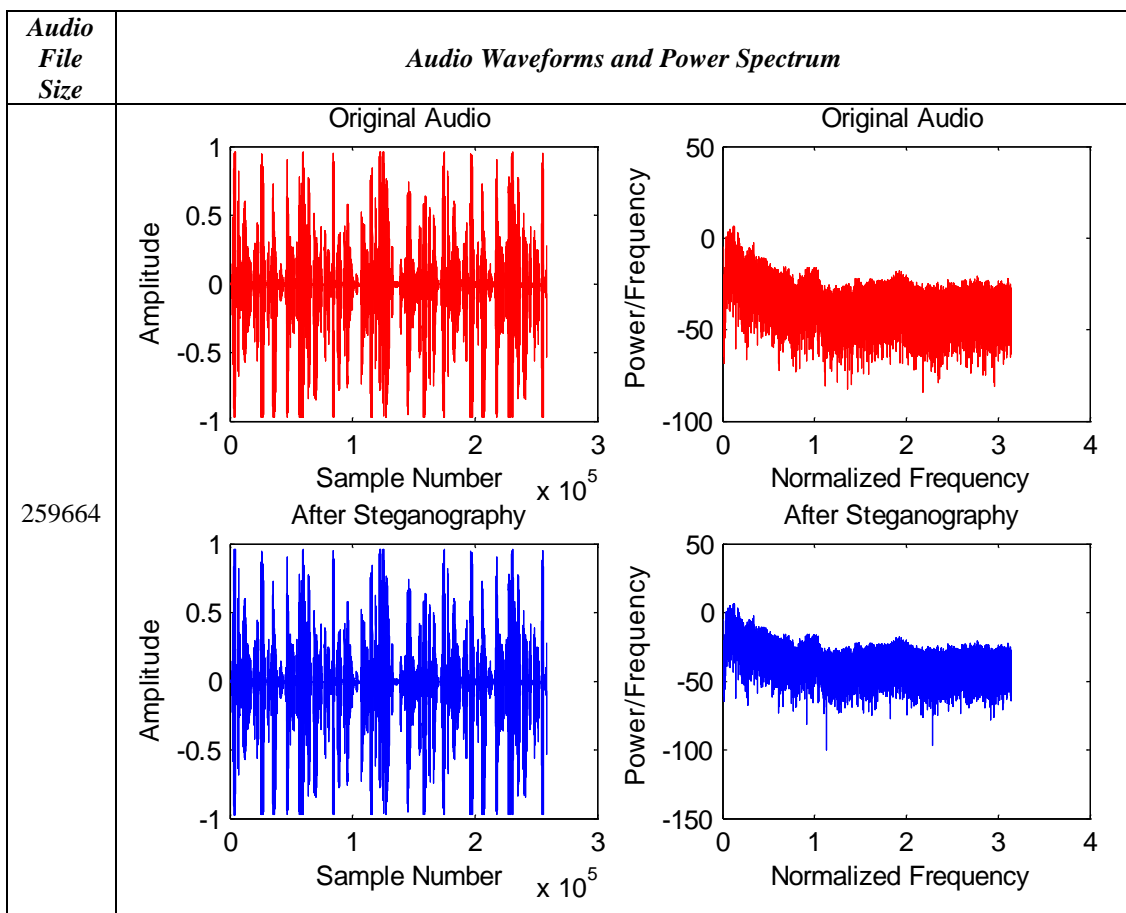 Audio
File
Size
Audio Waveforms and Power Spectrum
259664
Original Audio
1
0.5
0
-0.5
-1
Amplitude
0 1 2 3
Sample Number
x 10^5
Original Audio
50
0
-50
-100
Power/Frequency
0 1 2 3 4
Normalized Frequency
After Steganography
1
0.5
0
-0.5
-1
Amplitude
0 1 2 3
Sample Number
x 10^5
After Steganography
50
0
-50
-100
-150
Power/Frequency
0 1 2 3 4
Normalized Frequency